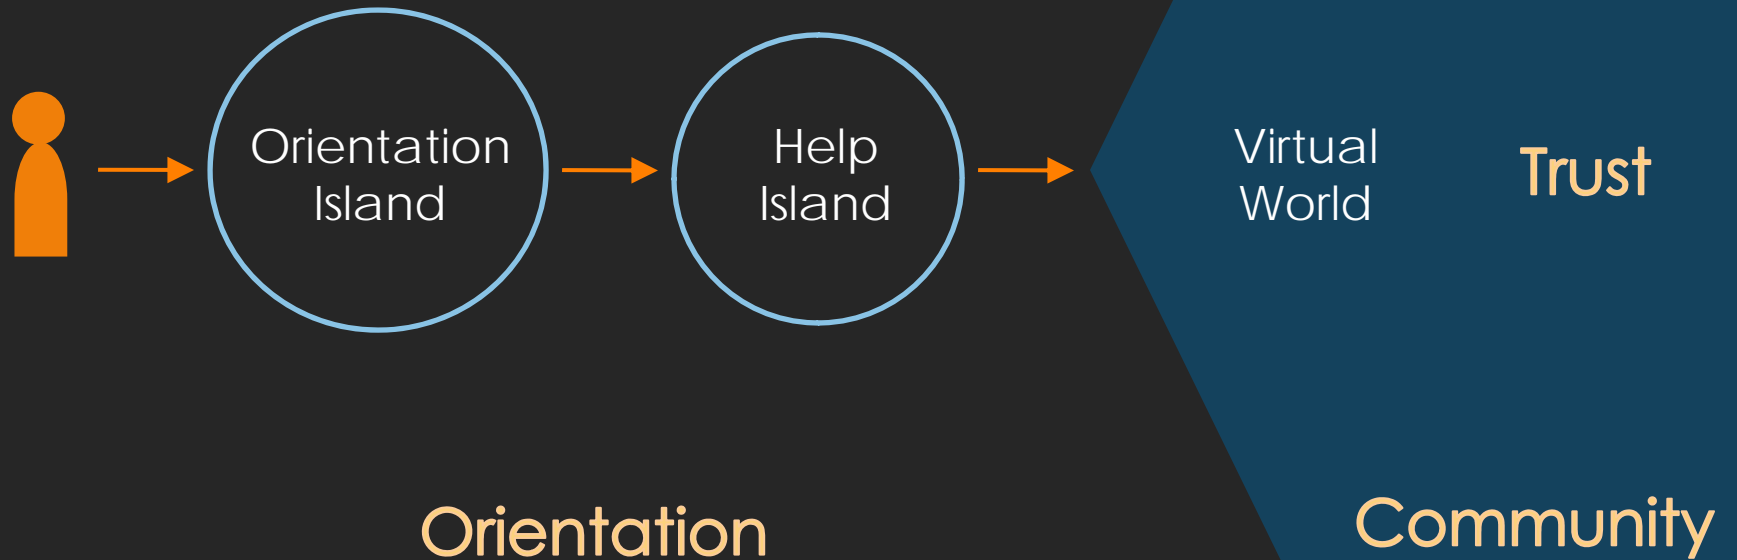 Orientation
Island
Help
Island
Virtual
World
Trust
Orientation
Community